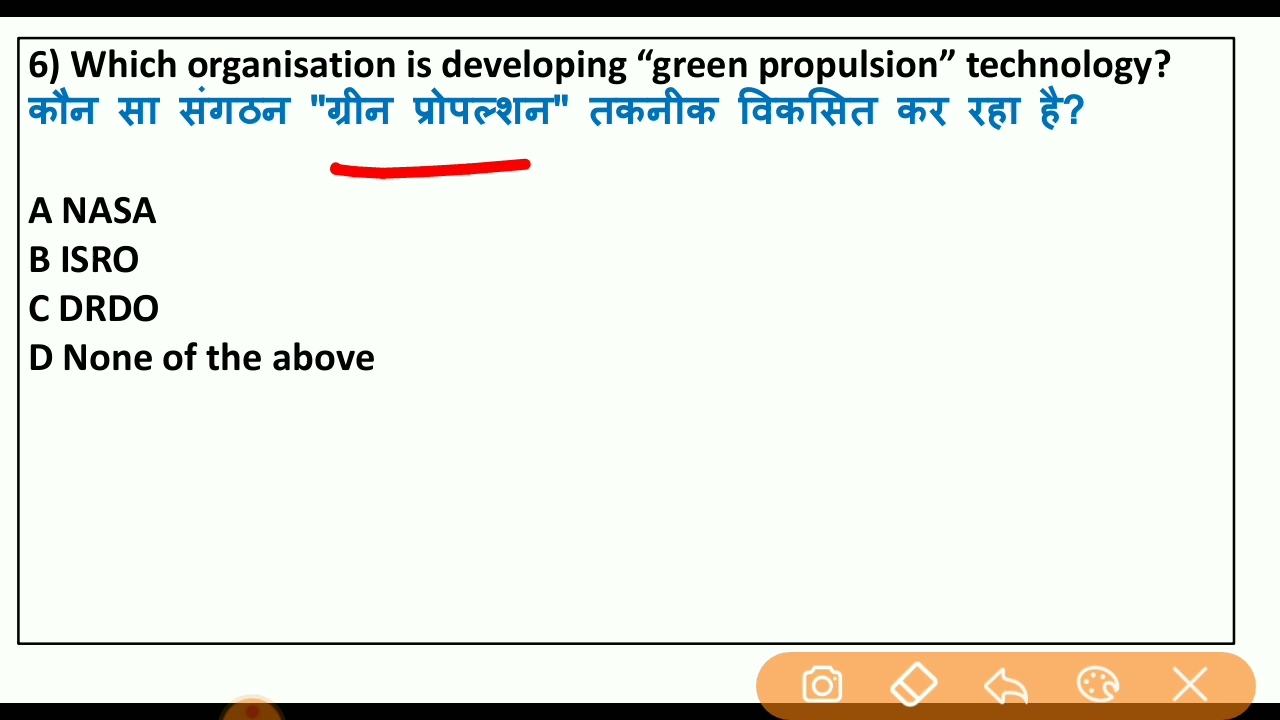 6) Which organisation is developing “green propulsion” technology?
कौन सा संगठन "ग्रीन प्रोपल्शन" तकनीक विकसित कर रहा है?
A NASA
B ISRO
C DRDO
D None of the above